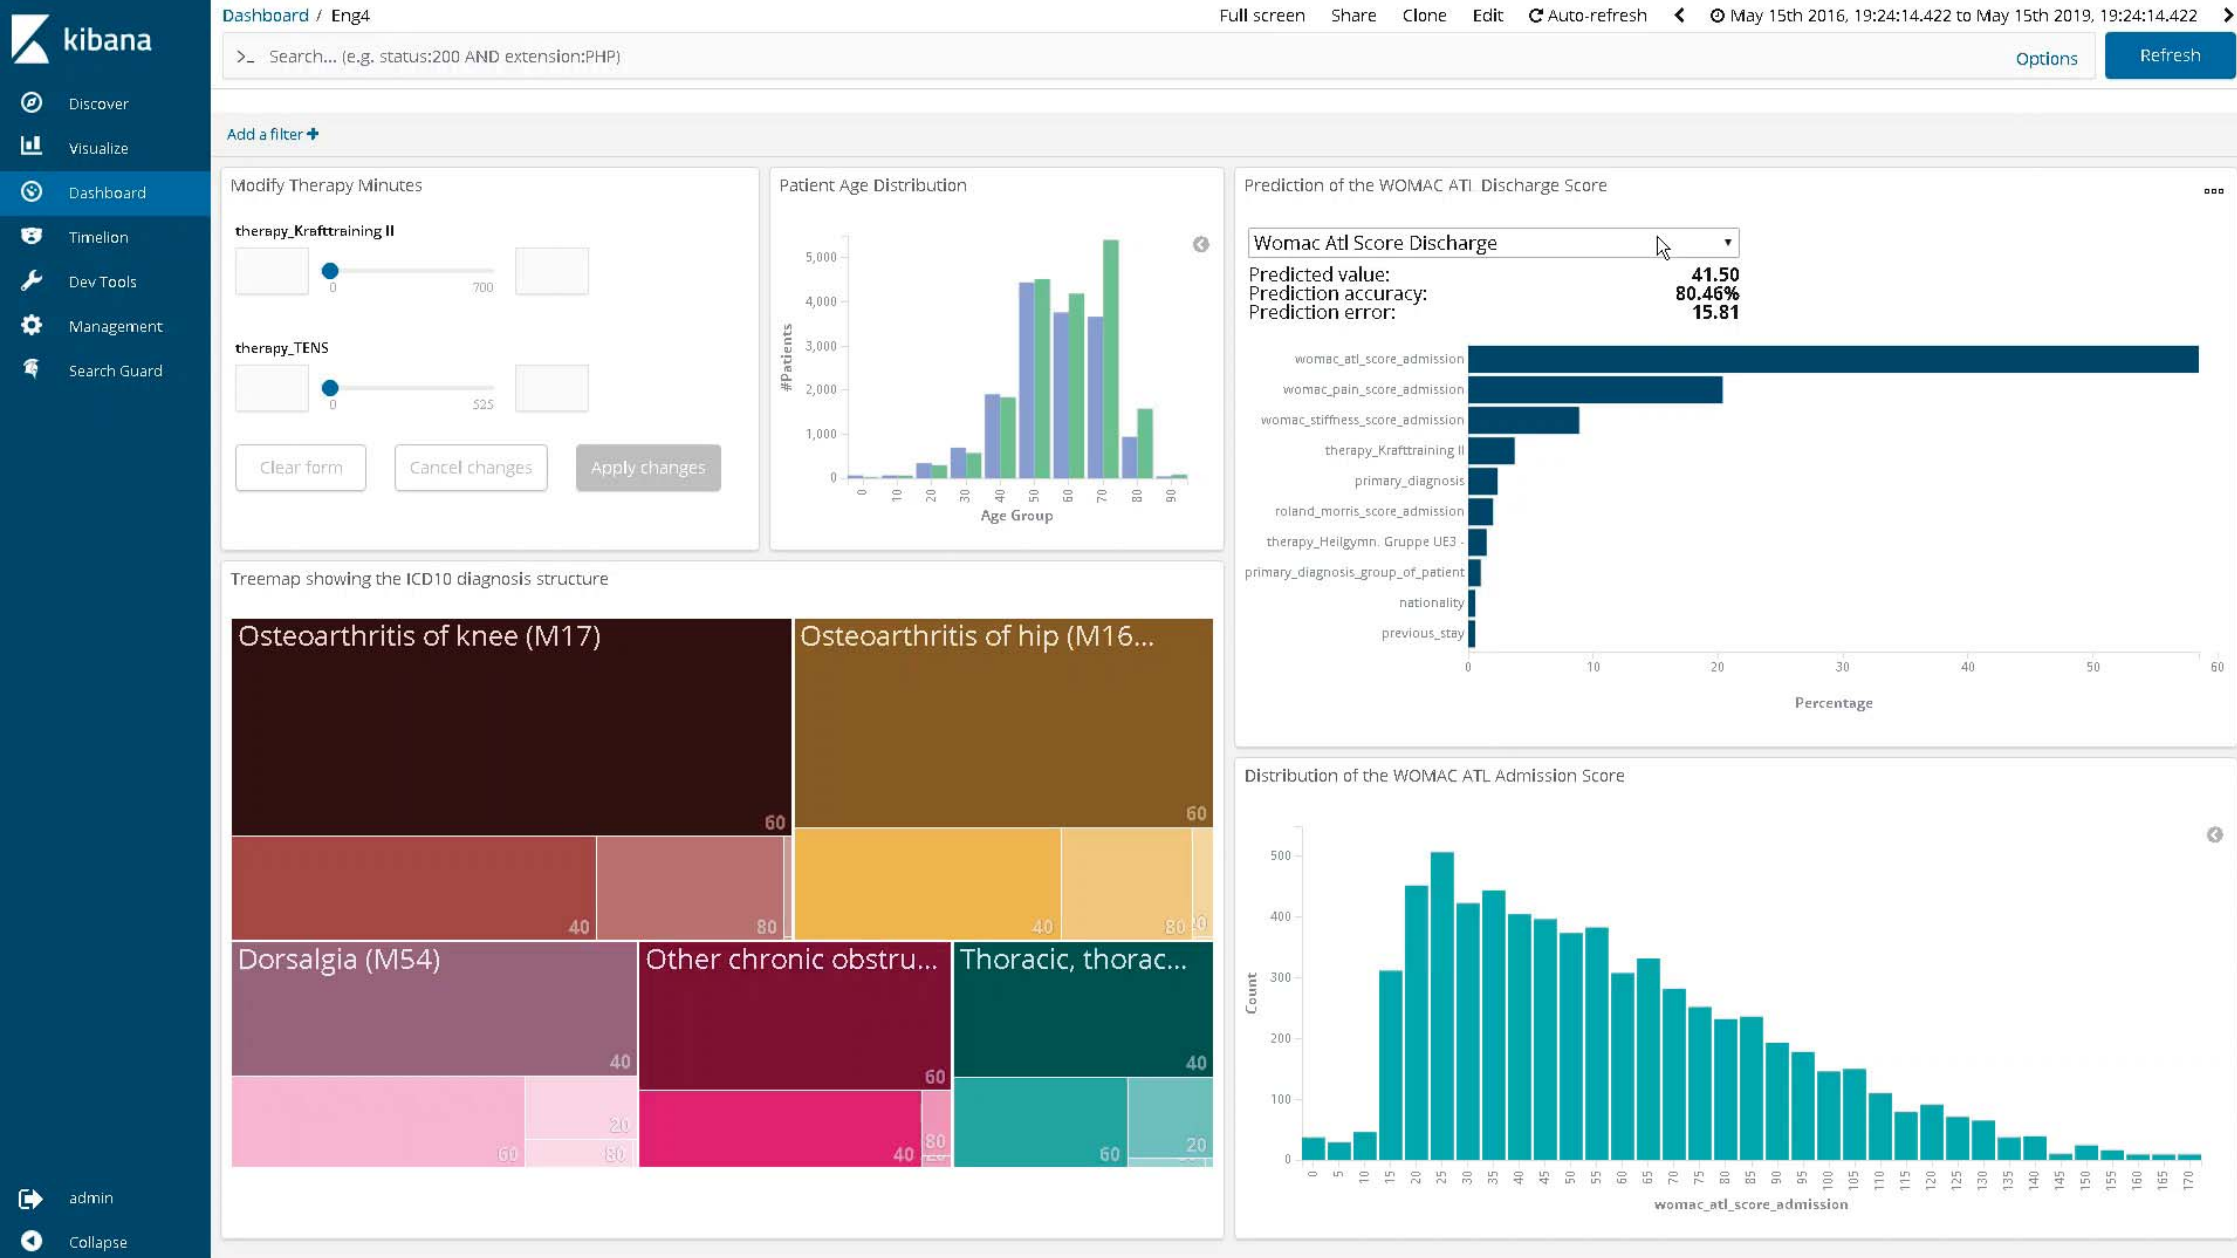 kibana
Discover
Visualize
Dashboard
Timelion
Dev Tools
Management
Search Guard
admin
Collapse
Dashboard / Eng4
Full screen Share Clone Edit Auto-refresh May 15th 2016, 19:24:14.422 to May 15th 2019, 19:24:14.422
>_ Search... (e.g. status:200 AND extension:PHP)
Options
Refresh
Add a filter
Modify Therapy Minutes
therapy_Krafttraining II
0 700
therapy_TENS
0 525
Clear form Cancel changes Apply changes
Patient Age Distribution
#Patients
5,000
4,000
3,000
2,000
1,000
0
0 10 20 30 40 50 60 70 80 90
Age Group
Prediction of the WOMAC ATL Discharge Score
Womac Atl Score Discharge
Predicted value: 41.50
Prediction accuracy: 80.46%
Prediction error: 15.81
womac_atl_score_admission
womac_pain_score_admission
womac_stiffness_score_admission
therapy_Krafttraining II
primary_diagnosis
roland_morris_score_admission
therapy_Heilgymn. Gruppe UE3 -
primary_diagnosis_group_of_patient
nationality
previous_stay
0 10 20 30 40 50 60
Percentage
Treemap showing the ICD10 diagnosis structure
Osteoarthritis of knee (M17)
60
40
80
Osteoarthritis of hip (M16...
60
40
80
Dorsalgia (M54)
40
60
20
80
Other chronic obstru...
60
40
80
Thoracic, thorac...
40
60
20
Distribution of the WOMAC ATL Admission Score
Count
500
400
300
200
100
0
0 5 10 15 20 25 30 35 40 45 50 55 60 65 70 75 80 85 90 95 100 105 110 115 120 125 130 135 140 145 150 155 160 165 170
womac_atl_score_admission